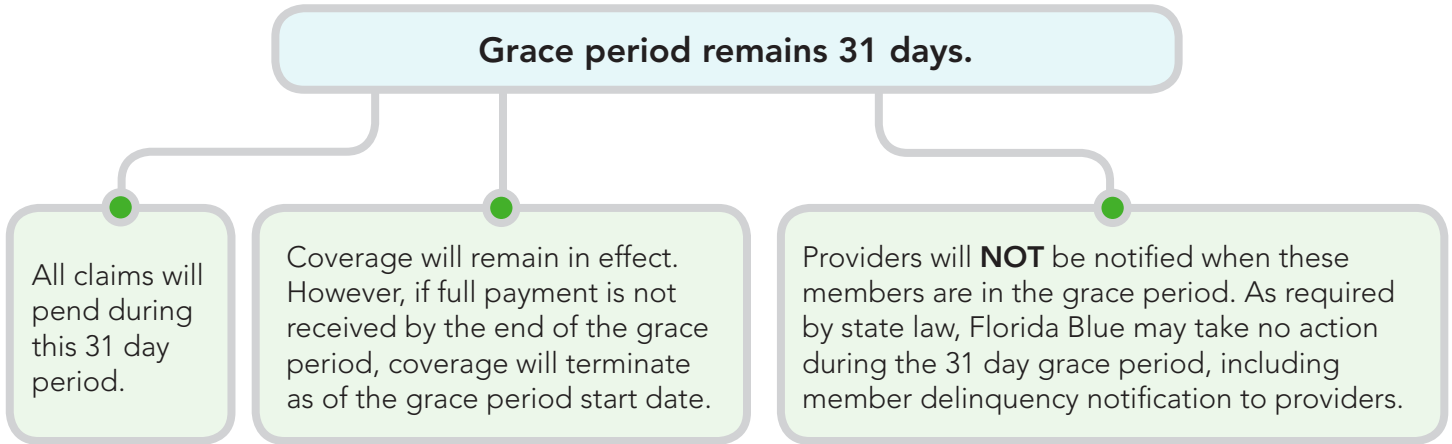 Grace period remains 31 days.
All claims will
pend during
this 31 day
period.
Coverage will remain in effect.
However, if full payment is not
received by the end of the grace
period, coverage will terminate
as of the grace period start date.
Providers will NOT be notified when these
members are in the grace period. As required
by state law, Florida Blue may take no action
during the 31 day grace period, including
member delinquency notification to providers.